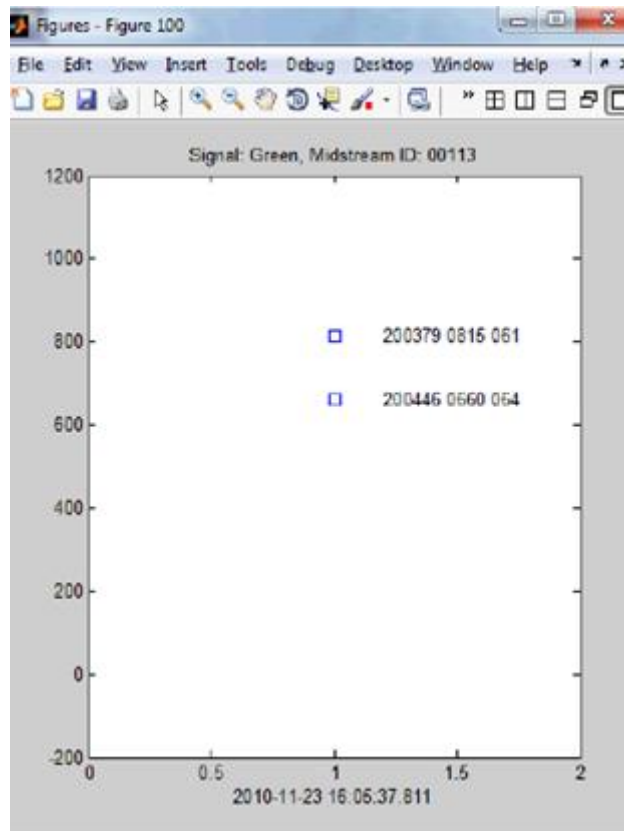 Figures - Figure 100
File Edit View Insert Tools Debug Desktop Window Help
Signal: Green, Midstream ID: 00113
1200
1000
800
200379 0815 061
200446 0660 064
600
400
200
0
-200
0 0.5 1 1.5 2
2010-11-23 16:05:37.811